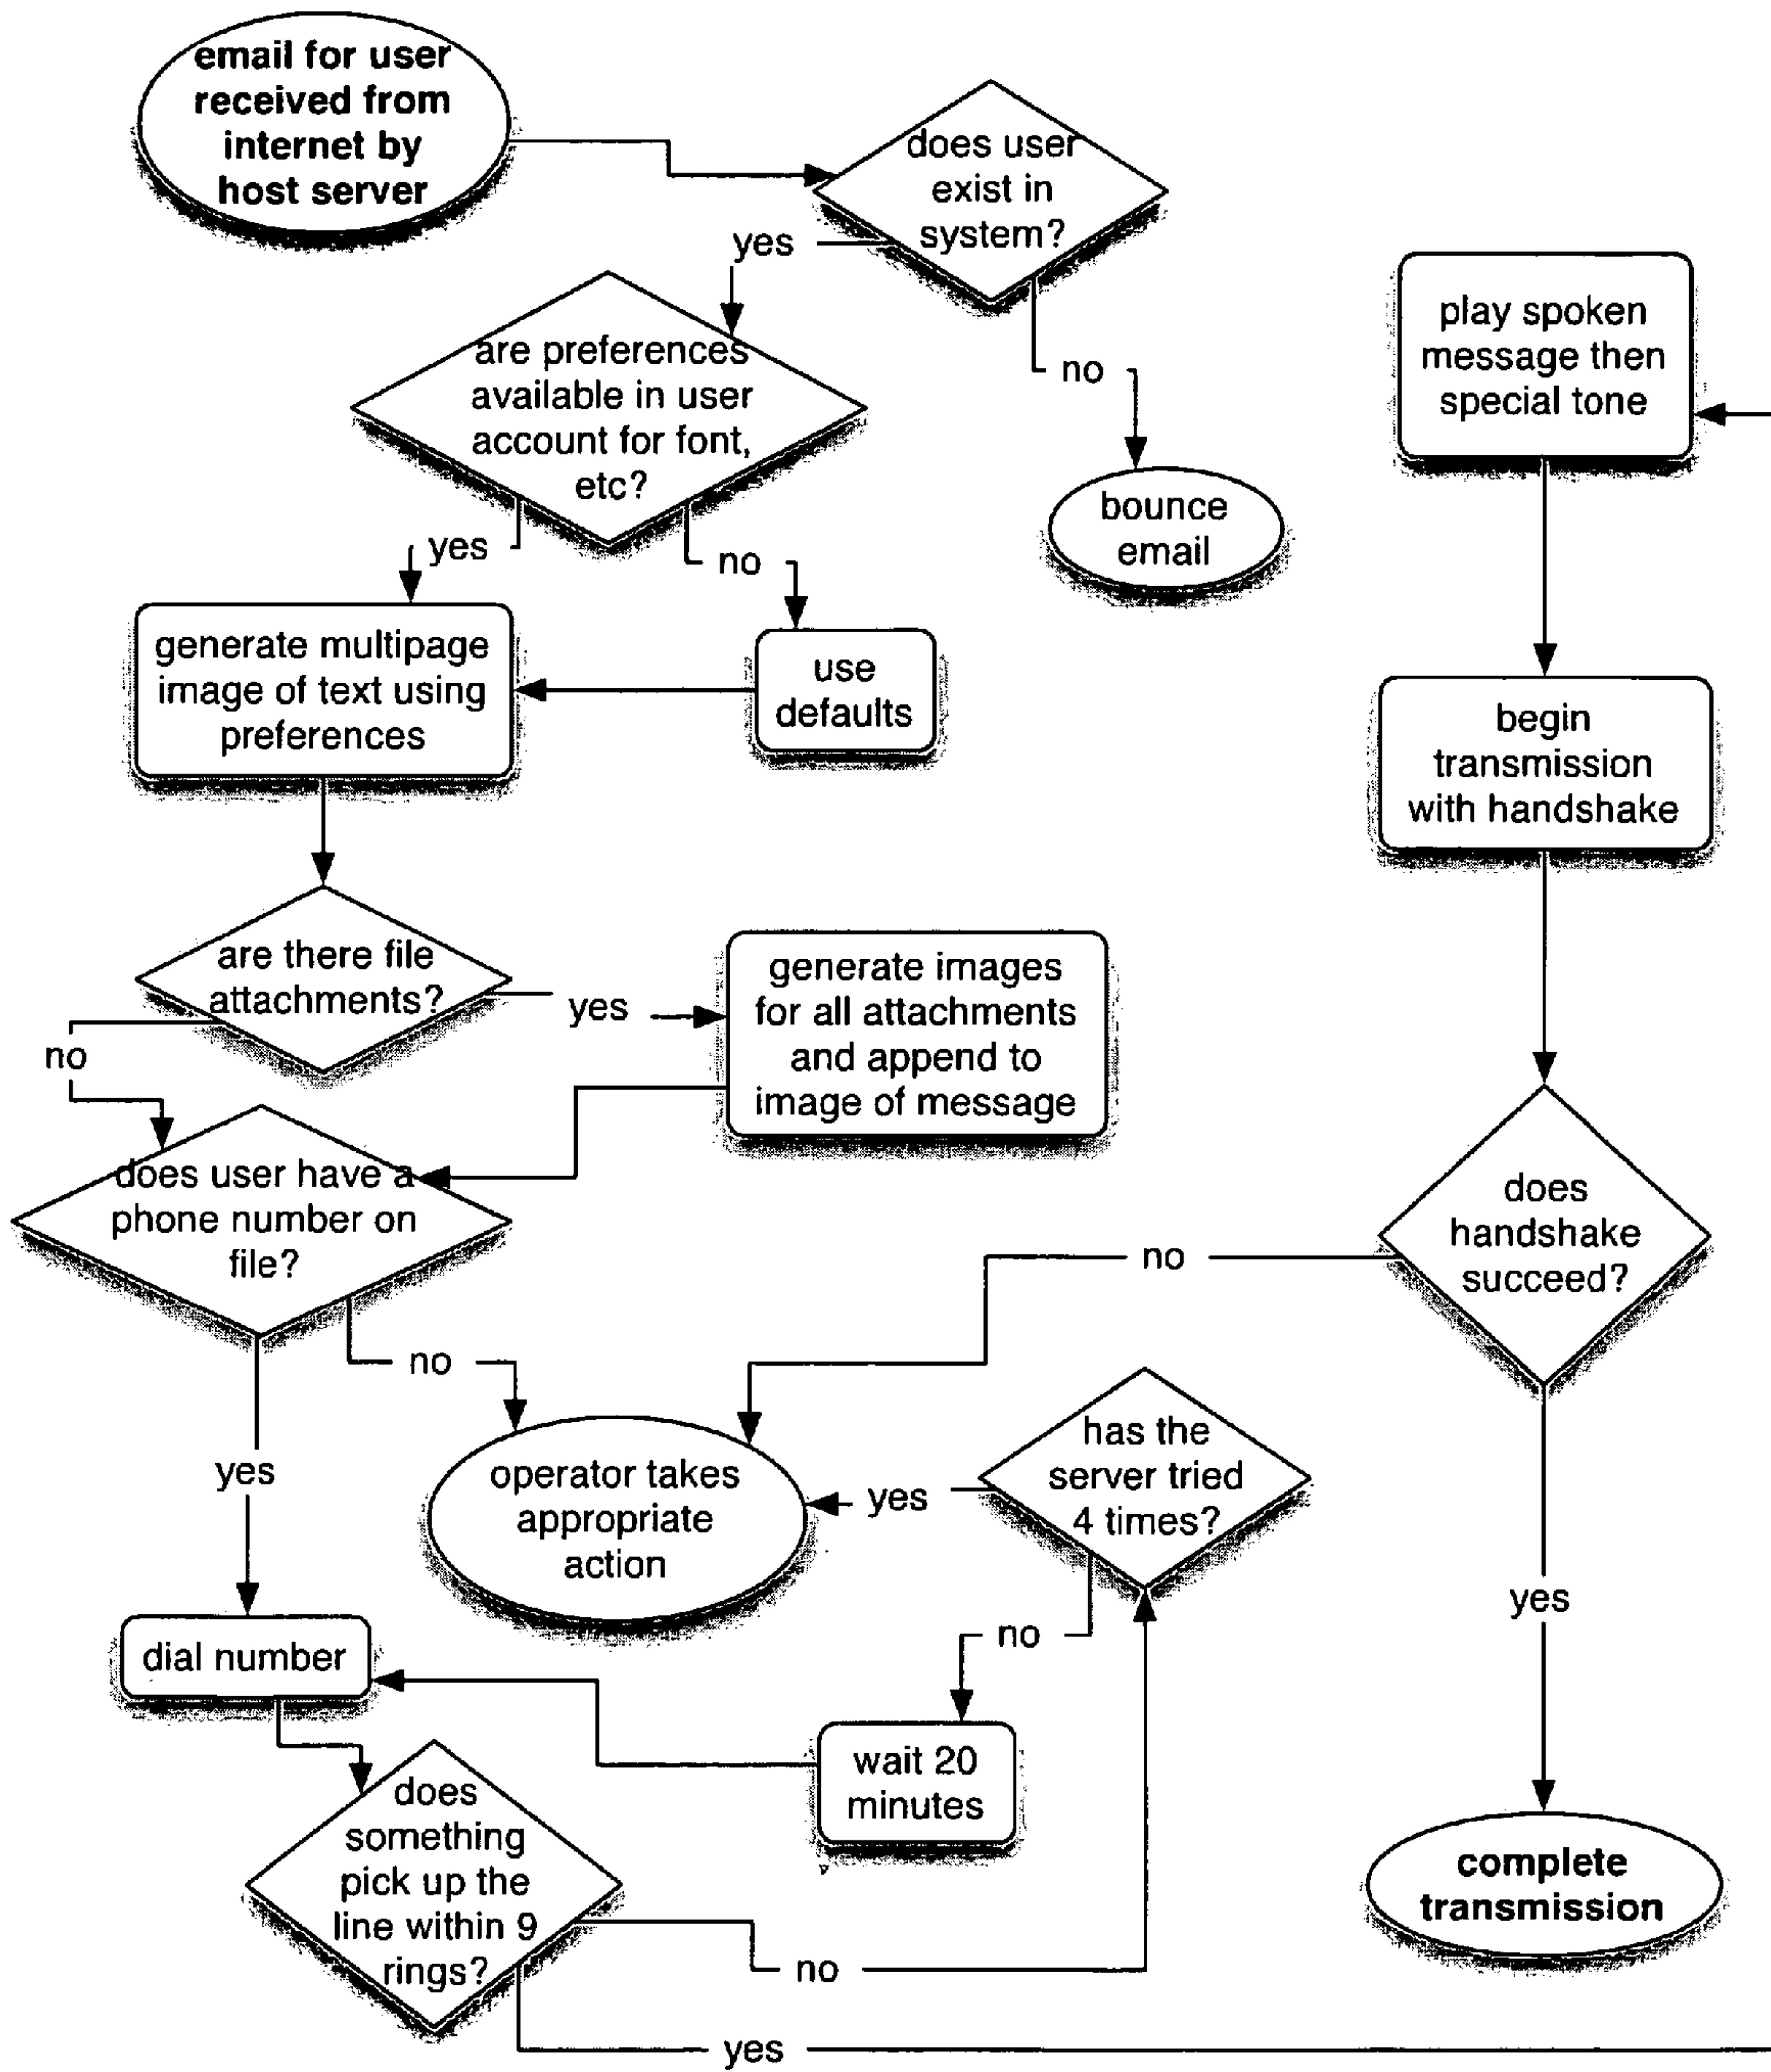 email for user
received from
internet by
host server
does user
exist in
system?
yes
no
bounce
email
are preferences
available in user
account for font,
etc?
yes
no
use
defaults
generate multipage
image of text using
preferences
are there file
attachments?
yes
no
generate images
for all attachments
and append to
image of message
does user have a
phone number on
file?
no
yes
operator takes
appropriate
action
dial number
does
something
pick up the
line within 9
rings?
no
yes
has the
server tried
4 times?
yes
no
wait 20
minutes
play spoken
message then
special tone
begin
transmission
with handshake
does
handshake
succeed?
no
yes
complete
transmission